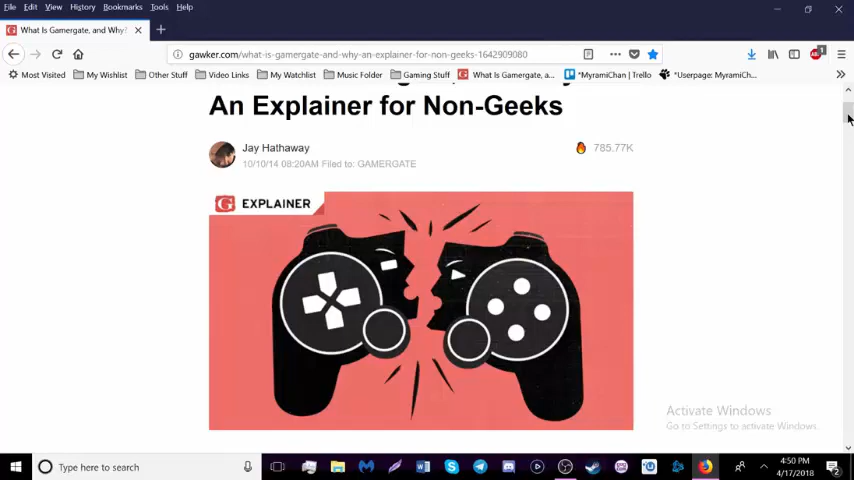 File Edit View History Bookmarks Tools Help
What Is Gamergate, and Why?
gawker.com/what-is-gamergate-and-why-an-explainer-for-non-geeks-1642909080
Most Visited My Wishlist Other Stuff Video Links My Watchlist Music Folder Gaming Stuff What Is Gamergate, a... *MyramiChan | Trello *Userpage: MyramiCh...
An Explainer for Non-Geeks
Jay Hathaway
785.77K
10/10/14 08:20AM Filed to: GAMERGATE
G EXPLAINER
Activate Windows
Go to Settings to activate Windows.
Type here to search
4:50 PM
4/17/2018
2